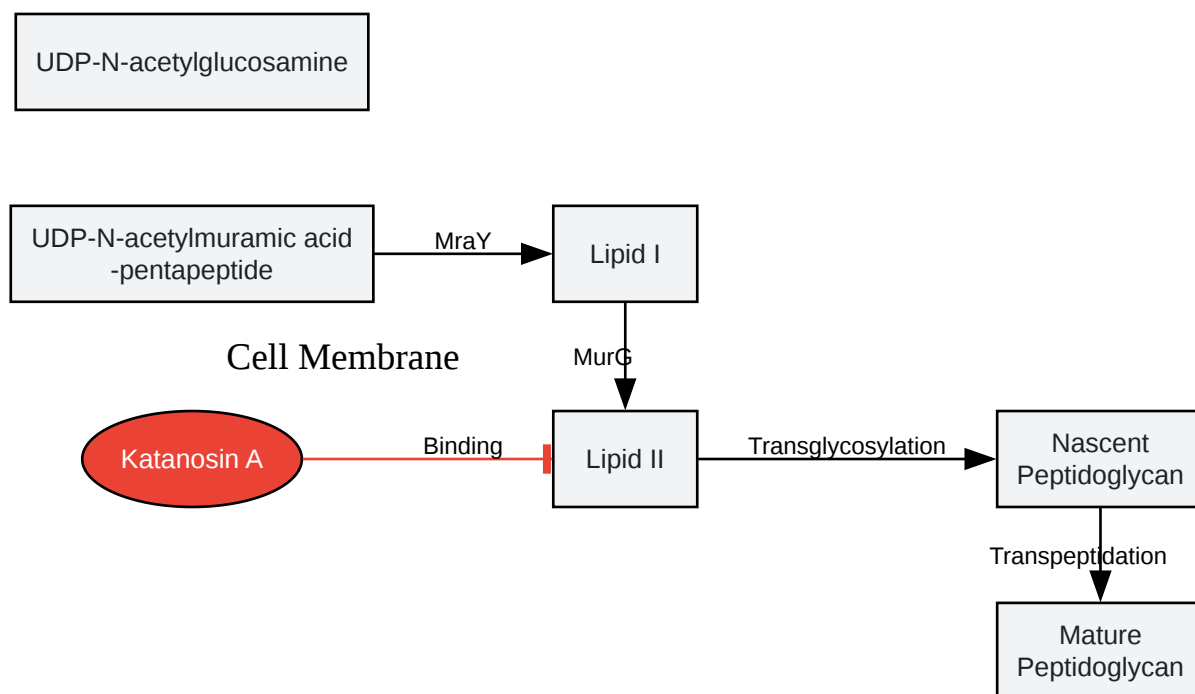 UDP-N-acetylglucosamine
UDP-N-acetylmuramic acid
-pentapeptide
MraY
Lipid I
Cell Membrane
MurG
Katanosin A
Binding
Lipid II
Transglycosylation
Nascent
Peptidoglycan
Transpeptidation
Mature
Peptidoglycan